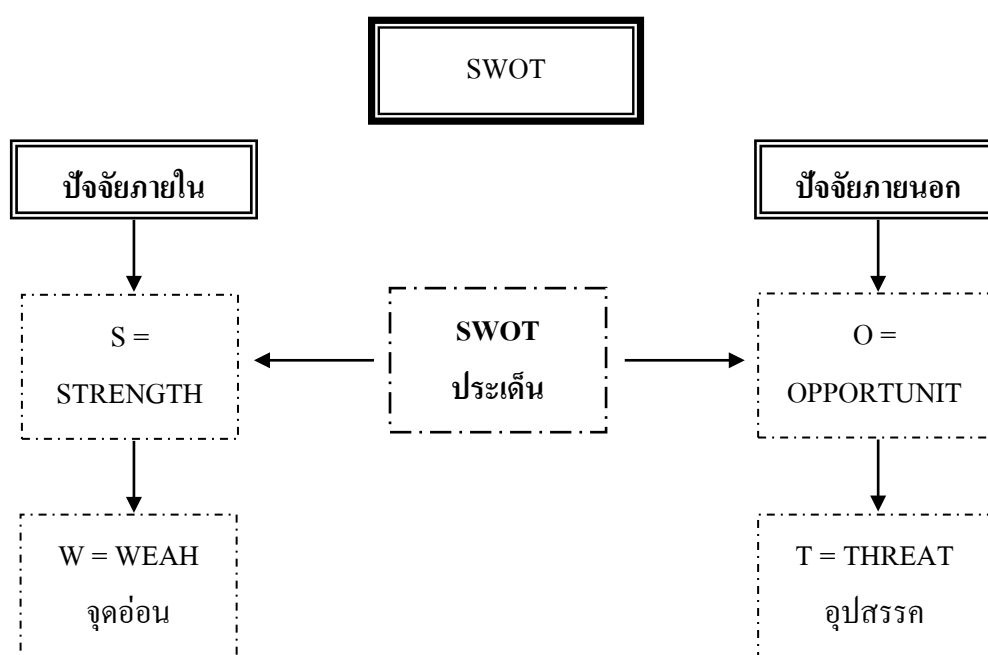 SWOT
ปัจจัยภายใน
ปัจจัยภายนอก
S =
STRENGTH
SWOT
ประเด็น
O =
OPPORTUNIT
W = WEAH
จุดอ่อน
T = THREAT
อุปสรรค